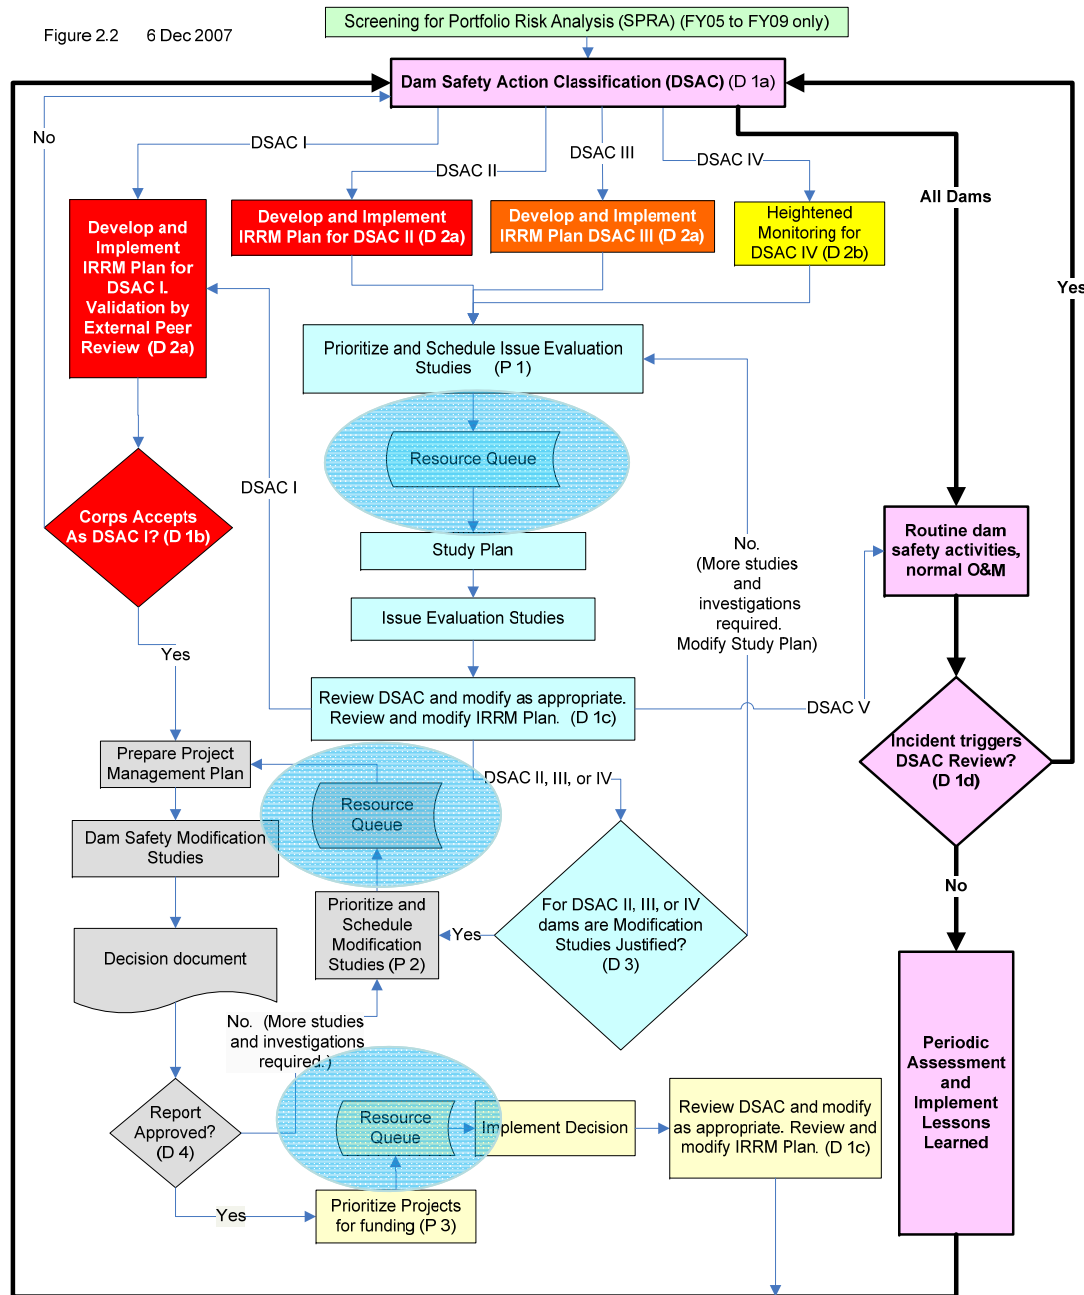 Figure 2.2 6 Dec 2007
Screening for Portfolio Risk Analysis (SPRA) (FY05 to FY09 only)
Dam Safety Action Classification (DSAC) (D 1a)
No
DSAC I
DSAC II
DSAC III
DSAC IV
All Dams
Yes
Develop and
Implement
IRRM Plan for
DSAC I.
Validation by
External Peer
Review (D 2a)
Develop and Implement
IRRM Plan for DSAC II (D 2a)
Develop and Implement
IRRM Plan DSAC III (D 2a)
Heightened
Monitoring for
DSAC IV (D 2b)
Prioritize and Schedule Issue Evaluation
Studies (P 1)
Resource Queue
DSAC I
Corps Accepts
As DSAC I? (D 1b)
Study Plan
No.
(More studies
and
investigations
required.
Modify Study Plan)
Routine dam
safety activities,
normal O&M
Issue Evaluation Studies
Yes
Review DSAC and modify as appropriate.
Review and modify IRRM Plan. (D 1c)
DSAC V
Incident triggers
DSAC Review?
(D 1d)
Prepare Project
Management Plan
DSAC II, III, or IV
Resource
Queue
Dam Safety Modification
Studies
No
Prioritize and
Schedule
Modification
Studies (P 2)
Yes
For DSAC II, III, or IV
dams are Modification
Studies Justified?
(D 3)
Decision document
No. (More studies
and investigations
required.)
Periodic
Assessment
and
Implement
Lessons
Learned
Report
Approved?
(D 4)
Resource
Queue
Implement Decision
Review DSAC and modify
as appropriate. Review and
modify IRRM Plan. (D 1c)
Yes
Prioritize Projects
for funding (P 3)